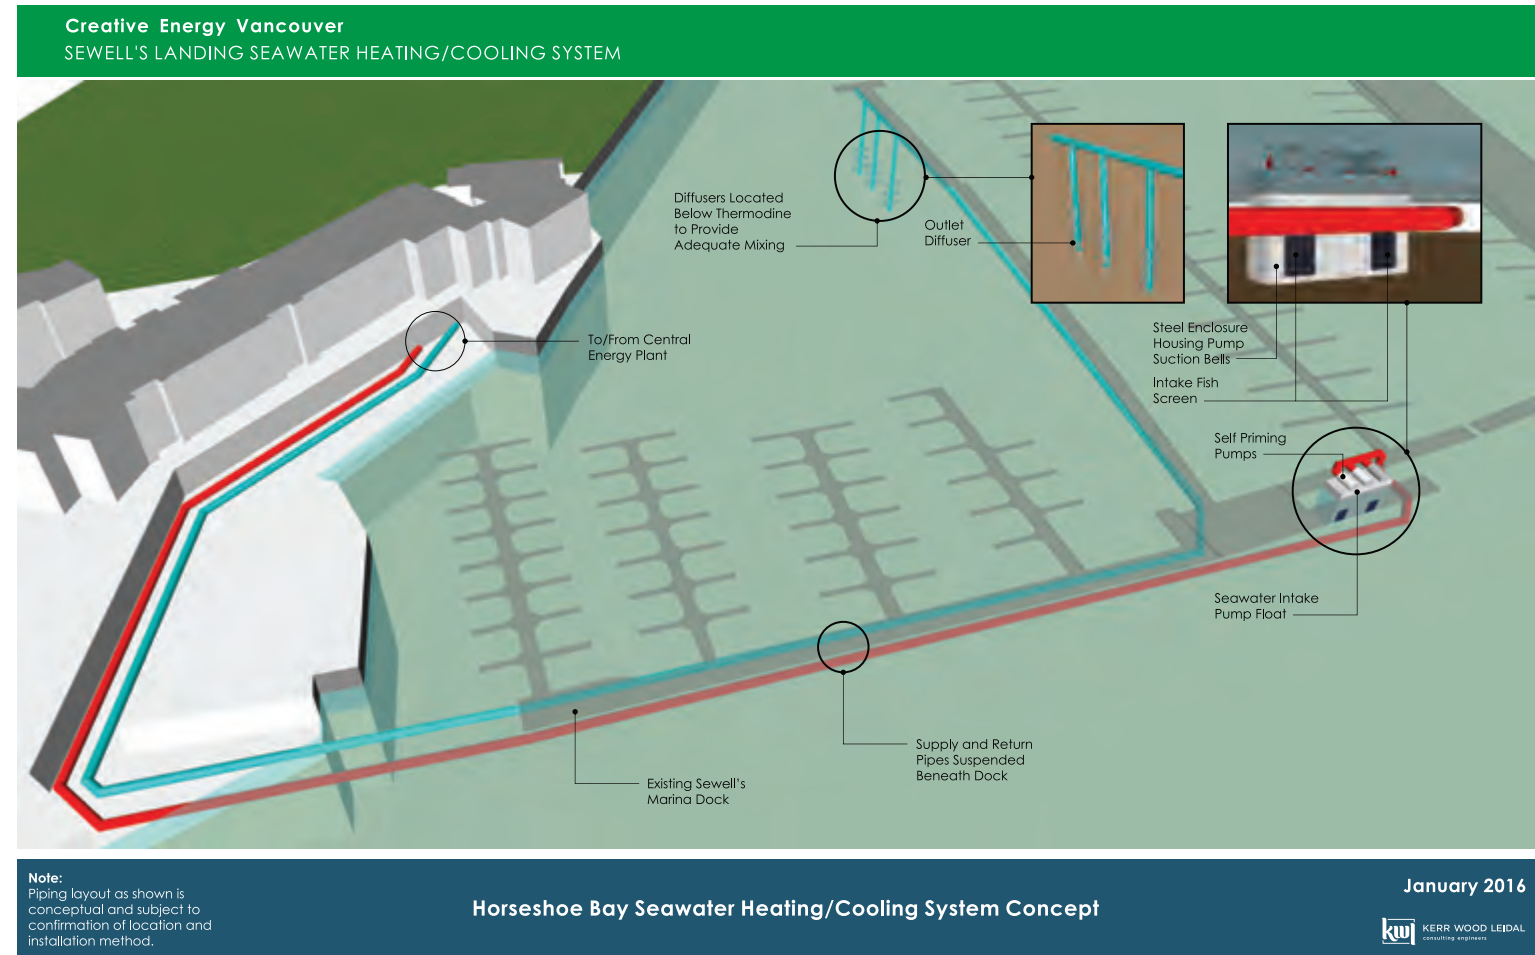 Creative Energy Vancouver
SEWELL'S LANDING SEAWATER HEATING/COOLING SYSTEM
Diffusers Located
Below Thermodine
to Provide
Adequate Mixing
Outlet
Diffuser
To/From Central
Energy Plant
Steel Enclosure
Housing Pump
Suction Bells
Intake Fish
Screen
Self Priming
Pumps
Seawater Intake
Pump Float
Supply and Return
Pipes Suspended
Beneath Dock
Existing Sewell's
Marina Dock
Note:
Piping layout as shown is
conceptual and subject to
confirmation of location and
installation method.
Horseshoe Bay Seawater Heating/Cooling System Concept
January 2016
kwl
KERR WOOD LEIDAL
consulting engineers